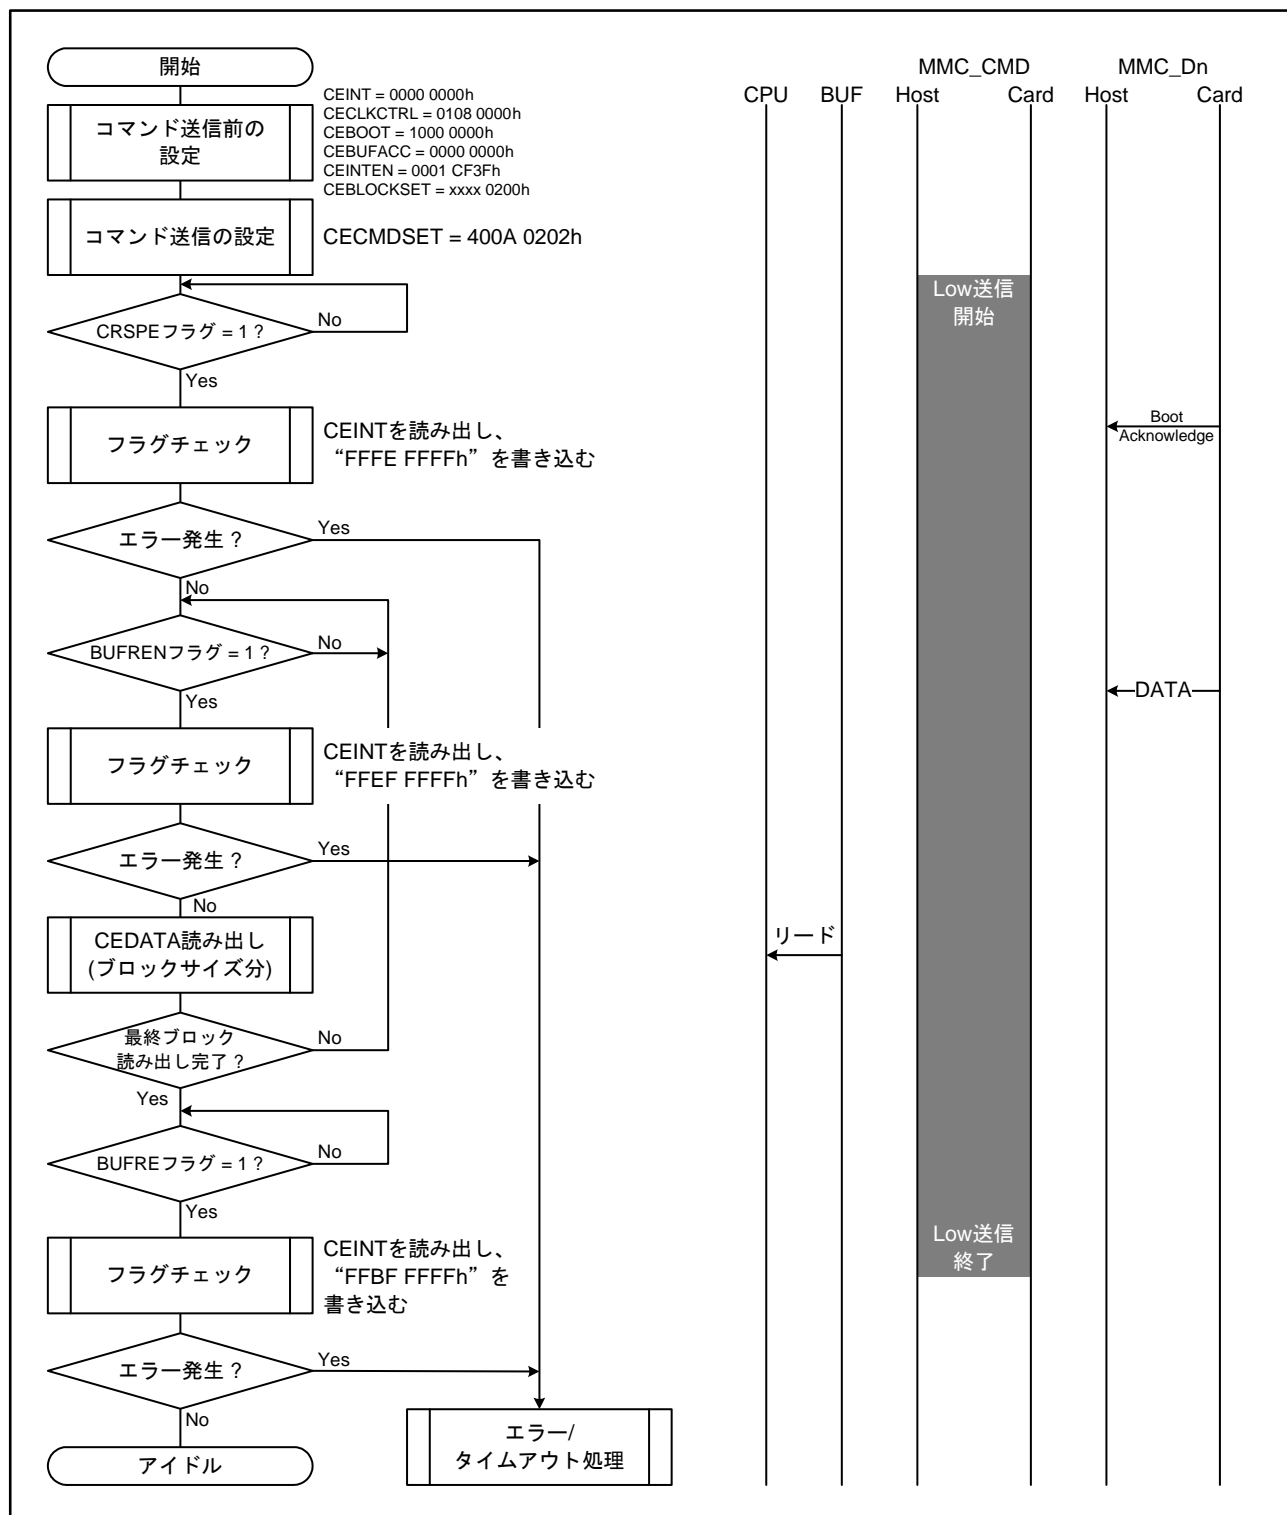 開始
コマンド送信前の
設定
CEINT = 0000 0000h
CECLKCTRL = 0108 0000h
CEBOOT = 1000 0000h
CEBUFACC = 0000 0000h
CEINTEN = 0001 CF3Fh
CEBLOCKSET = xxxx 0200h
コマンド送信の設定
CECMDSET = 400A 0202h
CRSPEフラグ = 1 ?
No
Yes
フラグチェック
CEINTを読み出し、
“FFFE FFFFh”を書き込む
エラー発生 ?
Yes
No
BUFRENフラグ = 1 ?
No
Yes
フラグチェック
CEINTを読み出し、
“FFEF FFFFh”を書き込む
エラー発生 ?
Yes
No
CEDATA読み出し
(ブロックサイズ分)
最終ブロック
読み出し完了 ?
No
Yes
BUFREフラグ = 1 ?
No
Yes
フラグチェック
CEINTを読み出し、
“FFBF FFFFh”を
書き込む
エラー発生 ?
Yes
No
アイドル
エラー/
タイムアウト処理
MMC_CMD
MMC_Dn
CPU BUF Host Card Host Card
Low送信
開始
Boot
Acknowledge
DATA
リード
Low送信
終了